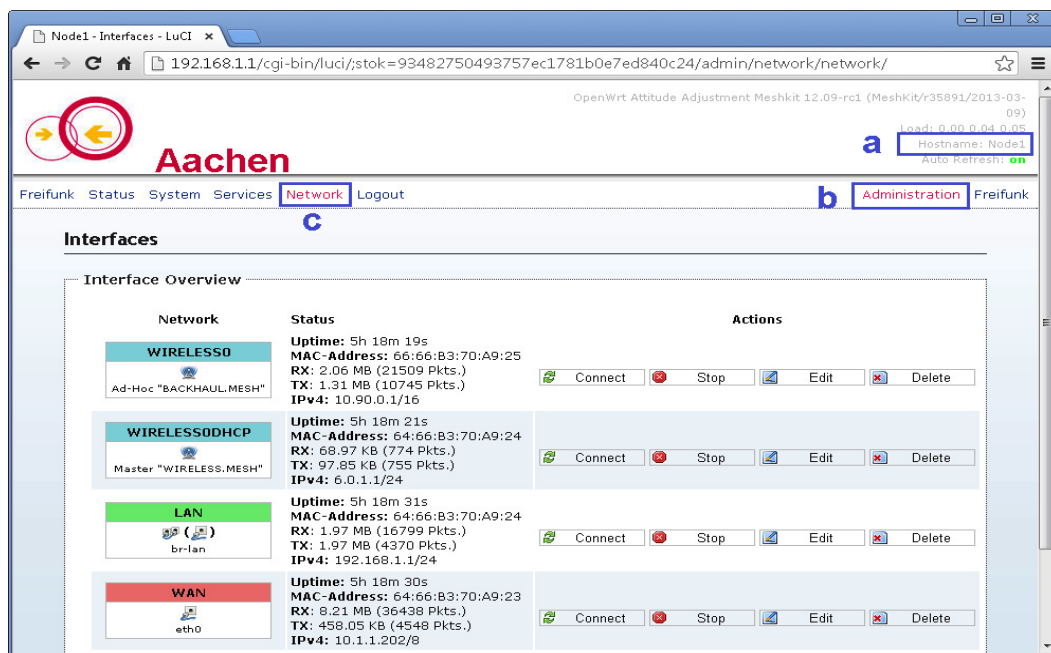 Node1 - Interfaces - LuCI
192.168.1.1/cgi-bin/luci/;stok=93482750493757ec1781b0e7ed840c24/admin/network/network/
OpenWrt Attitude Adjustment Meshkit 12.09-rc1 (MeshKit/r35891/2013-03-
09)
Load: 0.00 0.04 0.05
a Hostname: Node1
Auto Refresh: on
Aachen
Freifunk Status System Services Network Logout b Administration Freifunk
c
Interfaces
Interface Overview
Network Status Actions
WIRELESS0
Ad-Hoc "BACKHAUL.MESH"
Uptime: 5h 18m 19s
MAC-Address: 66:66:B3:70:A9:25
RX: 2.06 MB (21509 Pkts.)
TX: 1.31 MB (10745 Pkts.)
IPv4: 10.90.0.1/16
Connect Stop Edit Delete
WIRELESS0DHCP
Master "WIRELESS.MESH"
Uptime: 5h 18m 21s
MAC-Address: 64:66:B3:70:A9:24
RX: 68.97 KB (774 Pkts.)
TX: 97.85 KB (755 Pkts.)
IPv4: 6.0.1.1/24
Connect Stop Edit Delete
LAN
( )
br-lan
Uptime: 5h 18m 31s
MAC-Address: 64:66:B3:70:A9:24
RX: 1.97 MB (16799 Pkts.)
TX: 1.97 MB (4370 Pkts.)
IPv4: 192.168.1.1/24
Connect Stop Edit Delete
WAN
eth0
Uptime: 5h 18m 30s
MAC-Address: 64:66:B3:70:A9:23
RX: 8.21 MB (36438 Pkts.)
TX: 458.05 KB (4548 Pkts.)
IPv4: 10.1.1.202/8
Connect Stop Edit Delete